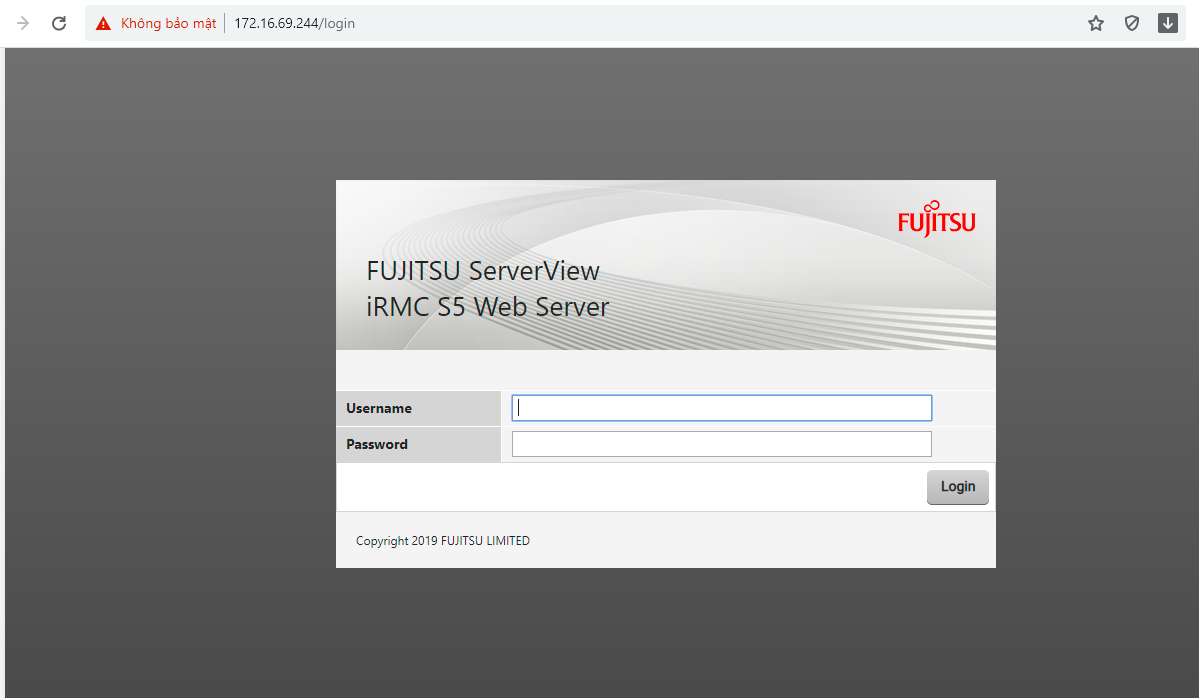 Không bảo mật 172.16.69.244/login
FUJITSU
FUJITSU ServerView
iRMC S5 Web Server
Username
Password
Login
Copyright 2019 FUJITSU LIMITED